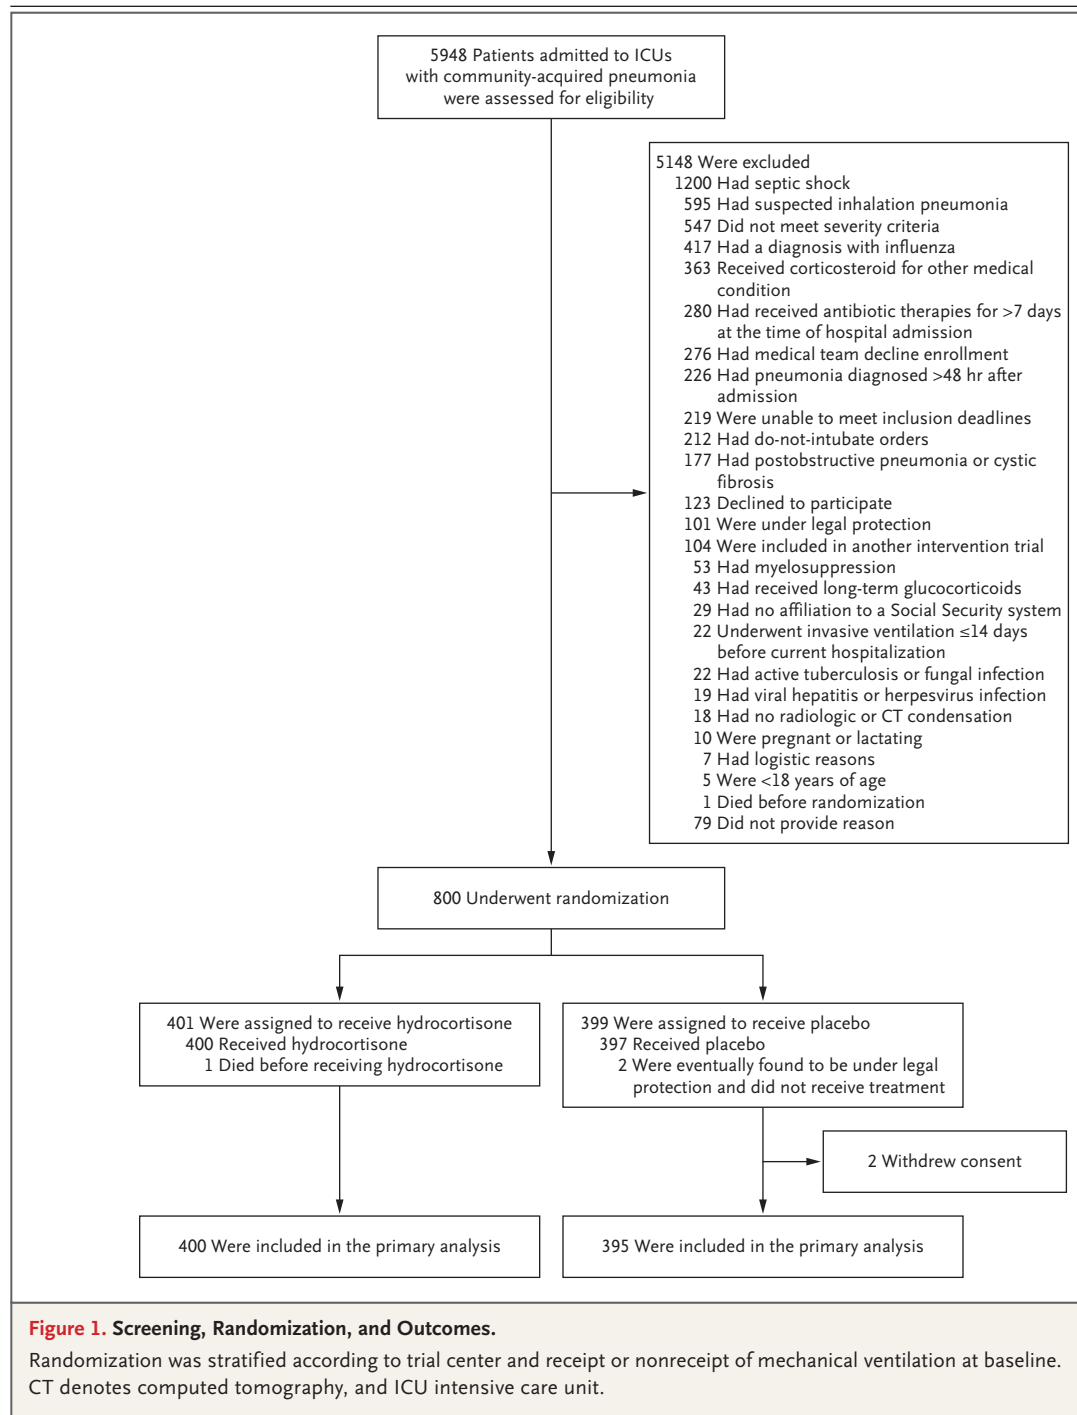 5948 Patients admitted to ICUs
with community-acquired pneumonia
were assessed for eligibility
5148 Were excluded
1200 Had septic shock
595 Had suspected inhalation pneumonia
547 Did not meet severity criteria
417 Had a diagnosis with influenza
363 Received corticosteroid for other medical
condition
280 Had received antibiotic therapies for >7 days
at the time of hospital admission
276 Had medical team decline enrollment
226 Had pneumonia diagnosed >48 hr after
admission
219 Were unable to meet inclusion deadlines
212 Had do-not-intubate orders
177 Had postobstructive pneumonia or cystic
fibrosis
123 Declined to participate
101 Were under legal protection
104 Were included in another intervention trial
53 Had myelosuppression
43 Had received long-term glucocorticoids
29 Had no affiliation to a Social Security system
22 Underwent invasive ventilation ≤14 days
before current hospitalization
22 Had active tuberculosis or fungal infection
19 Had viral hepatitis or herpesvirus infection
18 Had no radiologic or CT condensation
10 Were pregnant or lactating
7 Had logistic reasons
5 Were <18 years of age
1 Died before randomization
79 Did not provide reason
800 Underwent randomization
401 Were assigned to receive hydrocortisone
400 Received hydrocortisone
1 Died before receiving hydrocortisone
399 Were assigned to receive placebo
397 Received placebo
2 Were eventually found to be under legal
protection and did not receive treatment
2 Withdrew consent
400 Were included in the primary analysis
395 Were included in the primary analysis
Figure 1. Screening, Randomization, and Outcomes.
Randomization was stratified according to trial center and receipt or nonreceipt of mechanical ventilation at baseline.
CT denotes computed tomography, and ICU intensive care unit.